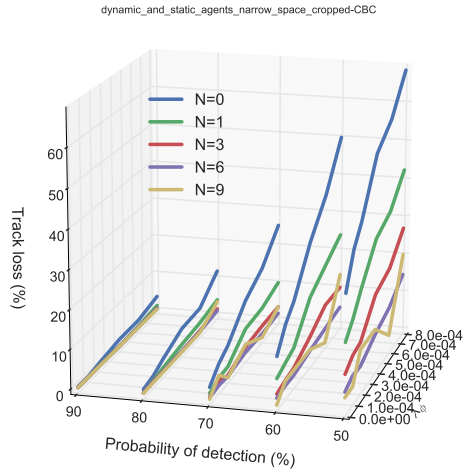 dynamic_and_static_agents_narrow_space_cropped-CBC
N=0
N=1
N=3
N=6
N=9
60
50
40
30
20
10
0
Track loss (%)
90
80
70
60
50
Probability of detection (%)
8.0e-04
7.0e-04
6.0e-04
5.0e-04
4.0e-04
3.0e-04
2.0e-04
1.0e-04
0.0e+00